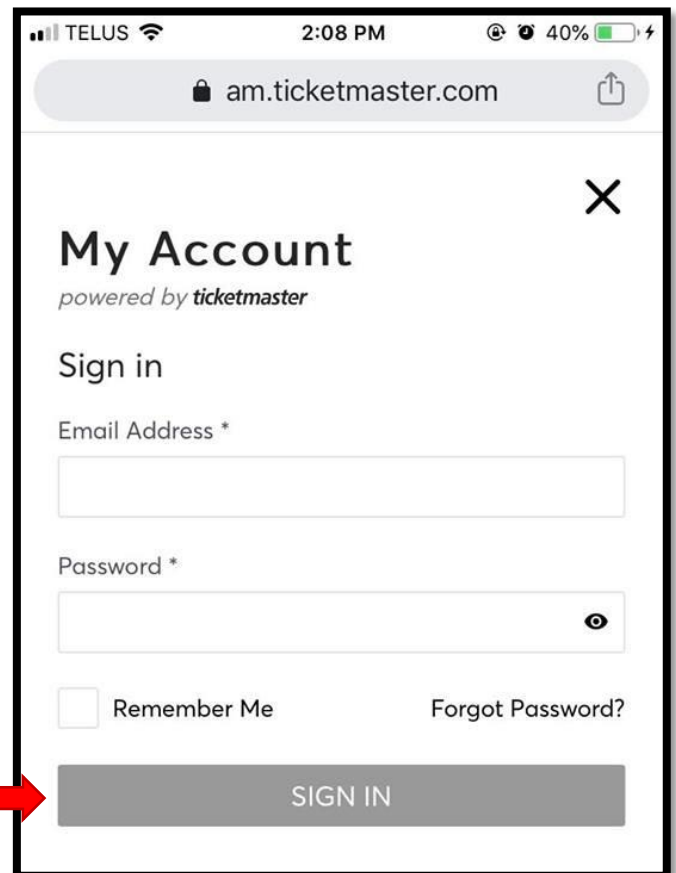 TELUS 2:08 PM 40%
am.ticketmaster.com
My Account
powered by ticketmaster
Sign in
Email Address *
Password *
Remember Me Forgot Password?
SIGN IN